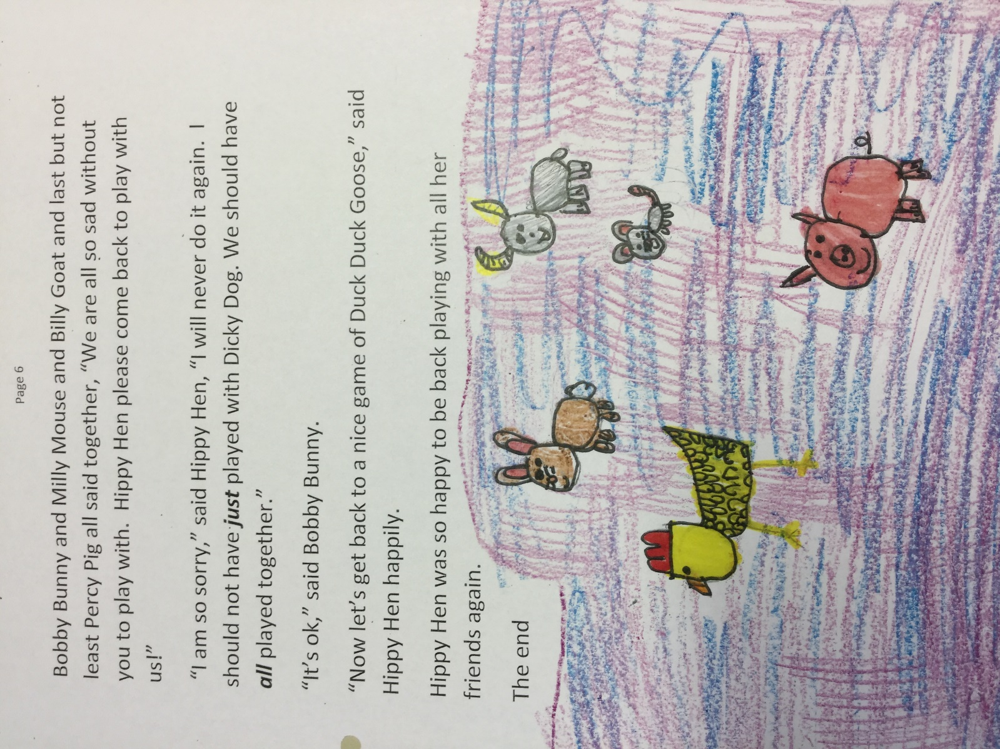 Page 6
Bobby Bunny and Milly Mouse and Billy Goat and last but not
least Percy Pig all said together, “We are all so sad without
you to play with.  Hippy Hen please come back to play with
us!”
“I am so sorry,” said Hippy Hen, “I will never do it again. I
should not have just played with Dicky Dog. We should have
all played together.”
“It’s ok,” said Bobby Bunny.
“Now let’s get back to a nice game of Duck Duck Goose,” said
Hippy Hen happily.
Hippy Hen was so happy to be back playing with all her
friends again.
The end